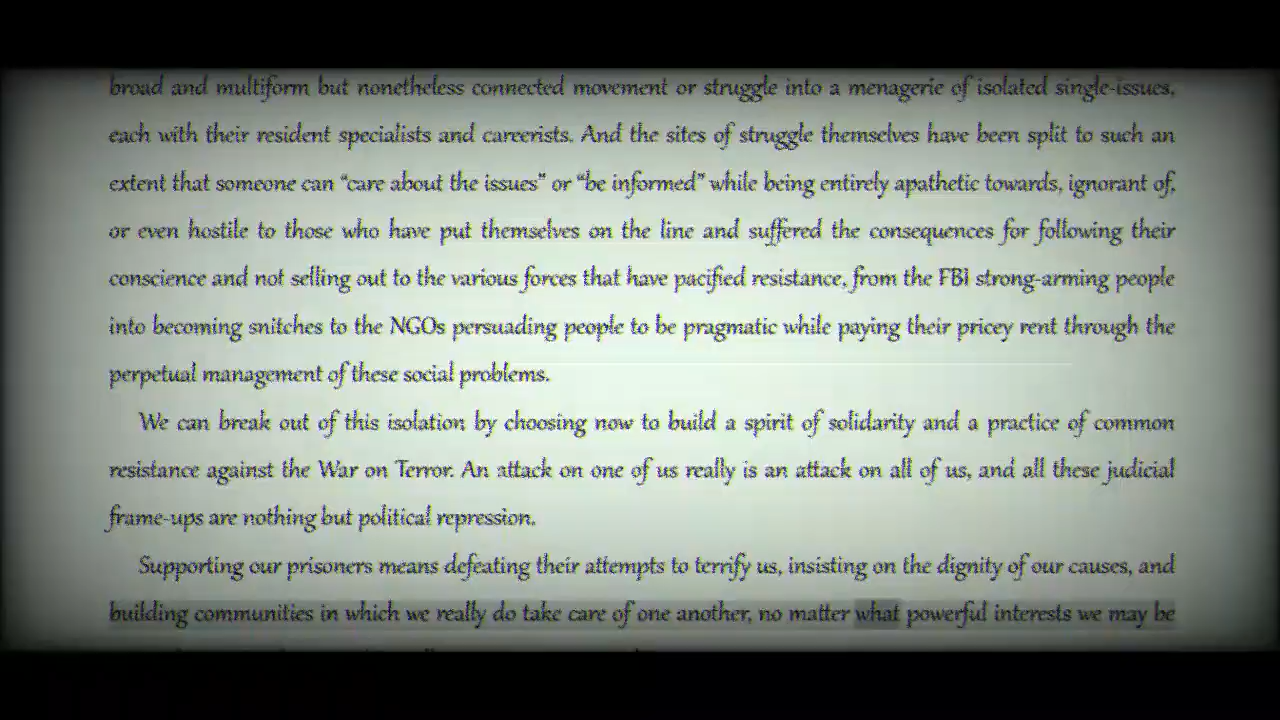 broad and multiform but nonetheless connected movement or struggle into a menagerie of isolated single-issues,
each with their resident specialists and careerists. And the sites of struggle themselves have been split to such an
extent that someone can “care about the issues” or “be informed” while being entirely apathetic towards, ignorant of,
or even hostile to those who have put themselves on the line and suffered the consequences for following their
conscience and not selling out to the various forces that have pacified resistance, from the FBI strong-arming people
into becoming snitches to the NGOs persuading people to be pragmatic while paying their pricey rent through the
perpetual management of these social problems.
We can break out of this isolation by choosing now to build a spirit of solidarity and a practice of common
resistance against the War on Terror. An attack on one of us really is an attack on all of us, and all these judicial
frame-ups are nothing but political repression.
Supporting our prisoners means defeating their attempts to terrify us, insisting on the dignity of our causes, and
building communities in which we really do take care of one another, no matter what powerful interests we may be